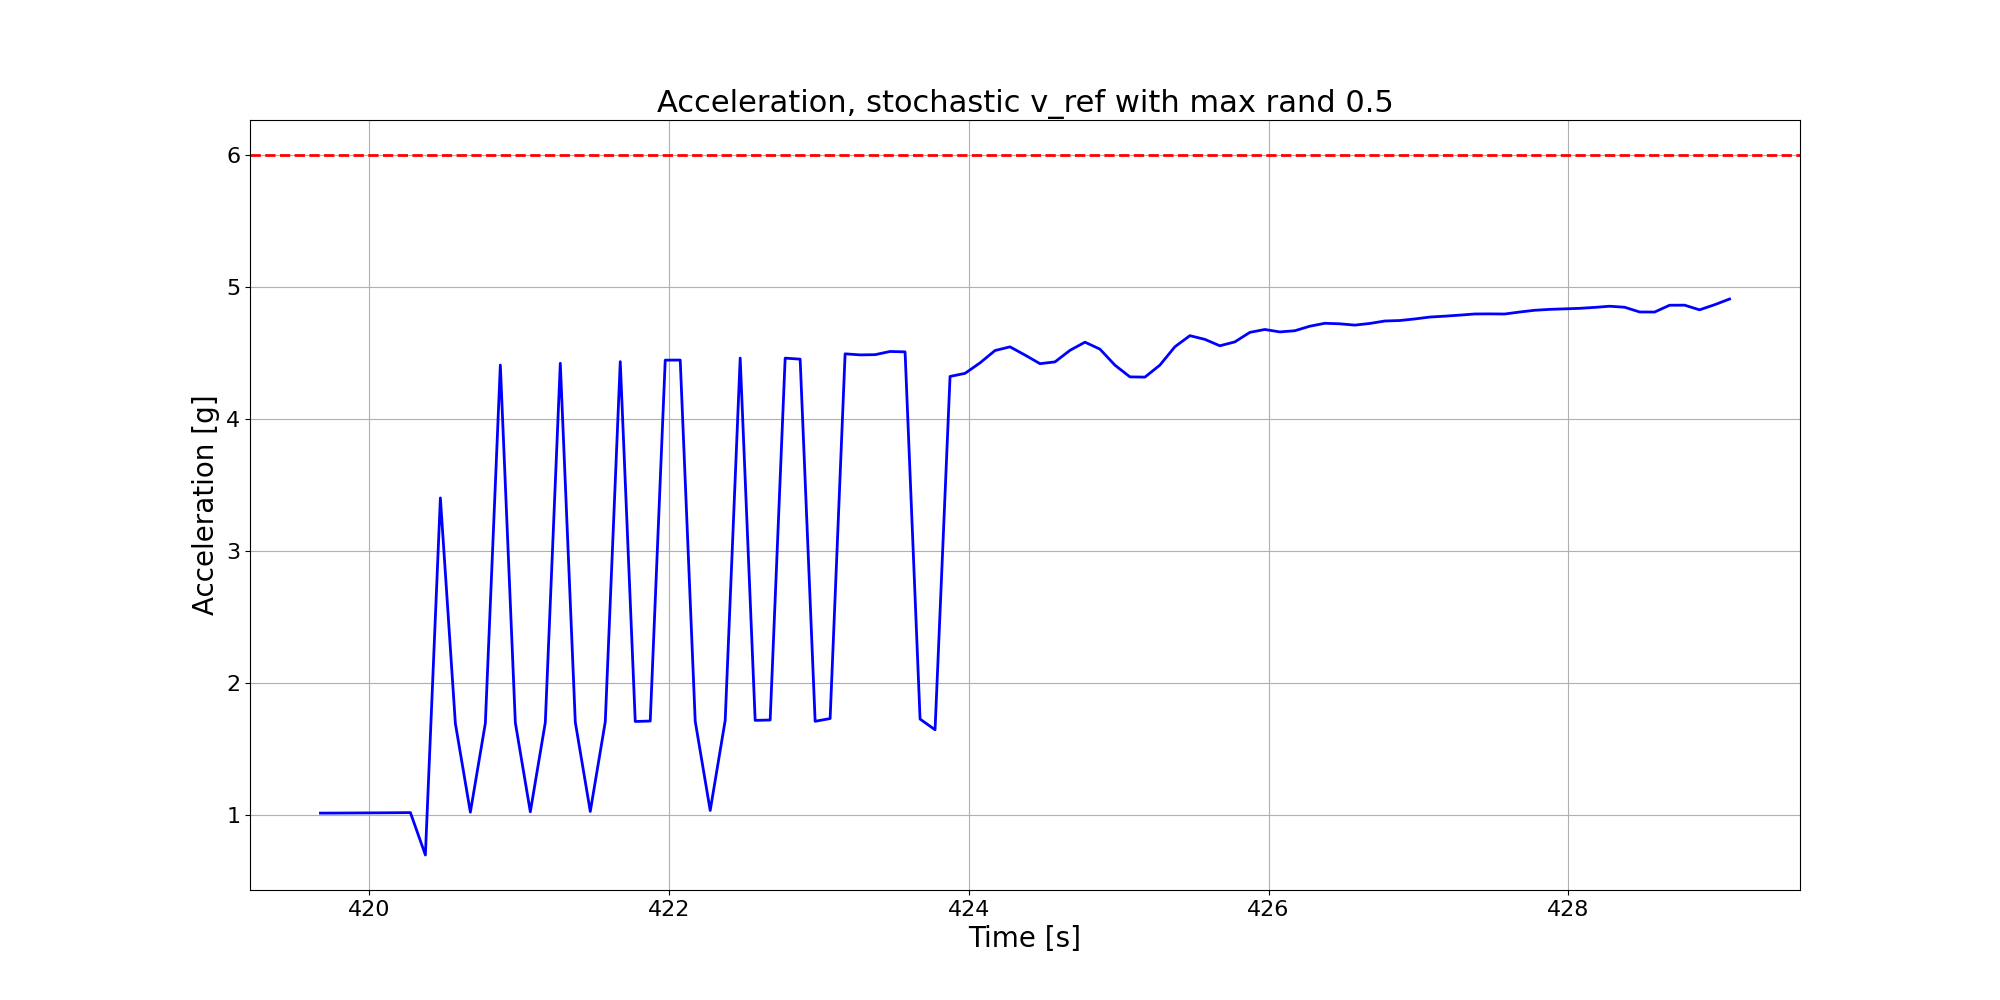 Acceleration, stochastic v_ref with max rand 0.5
6
5
4
3
2
1
Acceleration [g]
420 422 424 426 428
Time [s]